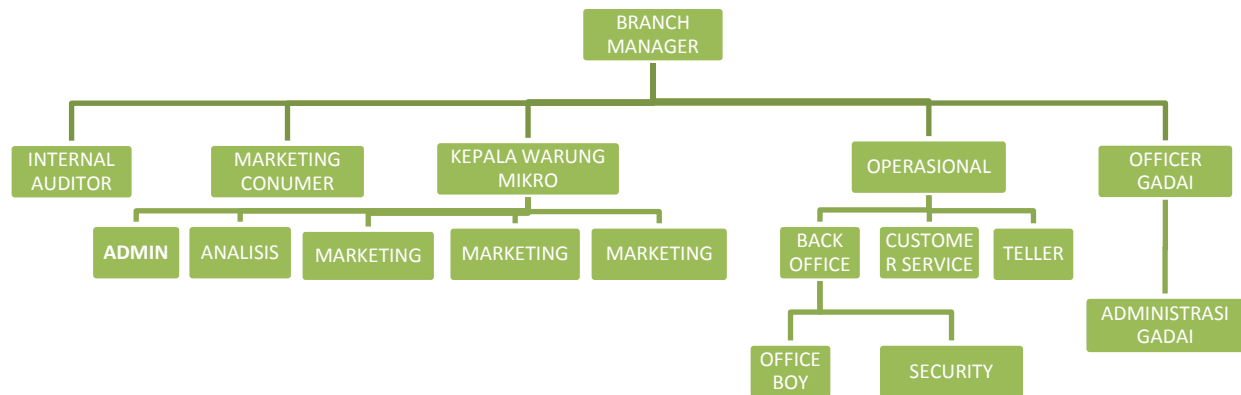 BRANCH
MANAGER
INTERNAL
AUDITOR
MARKETING
CONUMER
KEPALA WARUNG
MIKRO
OPERASIONAL
OFFICER
GADAI
ADMIN
ANALISIS
MARKETING
MARKETING
MARKETING
BACK
OFFICE
CUSTOME
R SERVICE
TELLER
ADMINISTRASI
GADAI
OFFICE
BOY
SECURITY